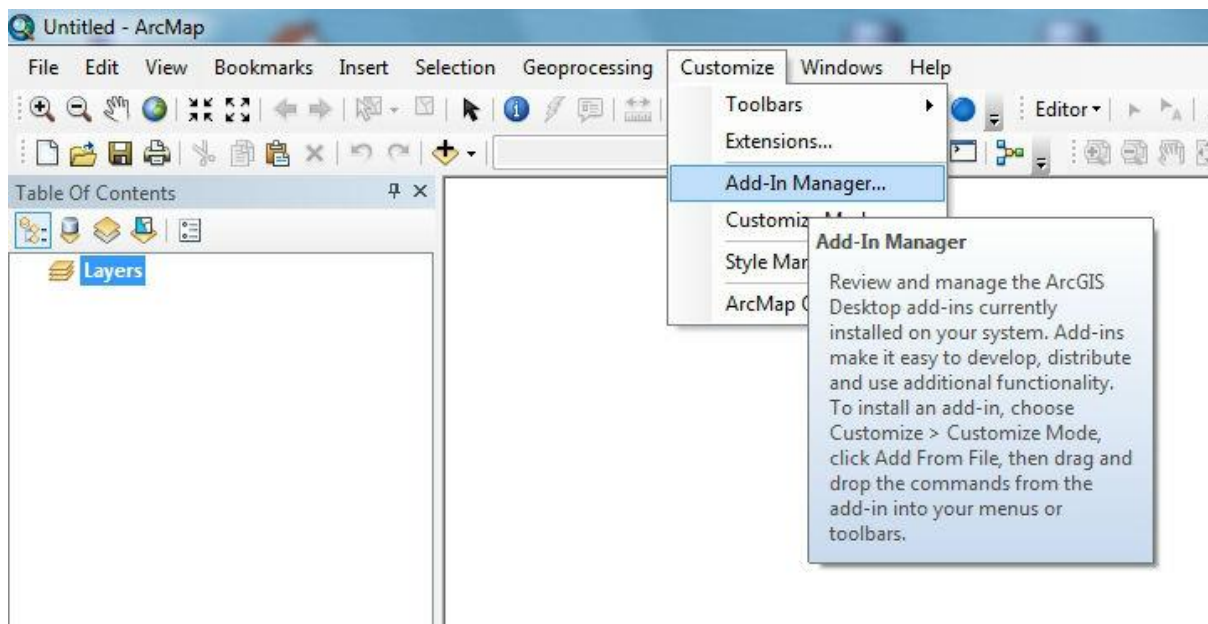 Untitled - ArcMap
File Edit View Bookmarks Insert Selection Geoprocessing Customize Windows Help
Toolbars
Editor
Extensions...
Table Of Contents
Add-In Manager...
Layers
Style
ArcMap
Add-In Manager
Review and manage the ArcGIS
Desktop add-ins currently
installed on your system. Add-ins
make it easy to develop, distribute
and use additional functionality.
To install an add-in, choose
Customize > Customize Mode,
click Add From File, then drag and
drop the commands from the
add-in into your menus or
toolbars.